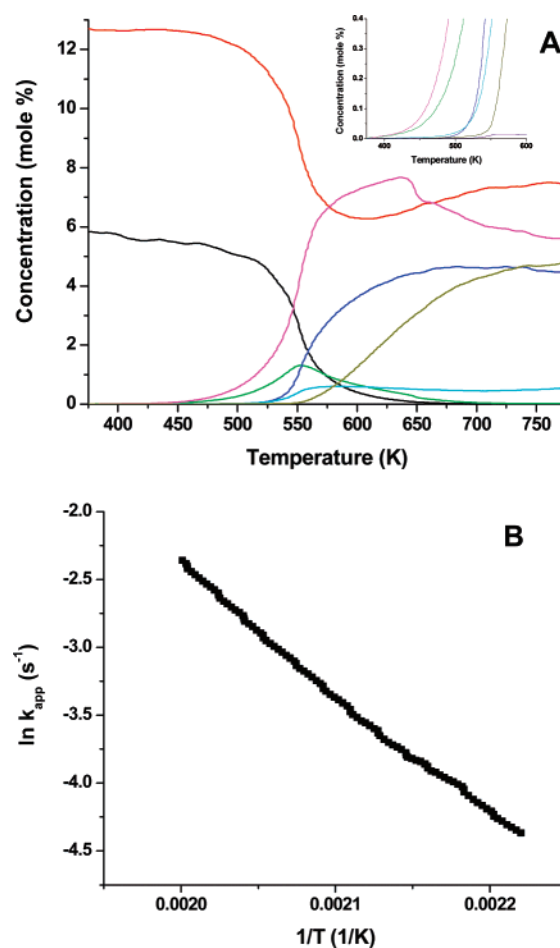 A
12
10
8
6
4
2
0
Concentration (mole %)
400 450 500 550 600 650 700 750
Temperature (K)
0.4
0.3
0.2
0.1
0.0
Concentration (mole %)
400 500 600
Temperature (K)
B
-2.0
-2.5
-3.0
-3.5
-4.0
-4.5
ln kapp (s-1)
0.0020 0.0021 0.0022
1/T (1/K)